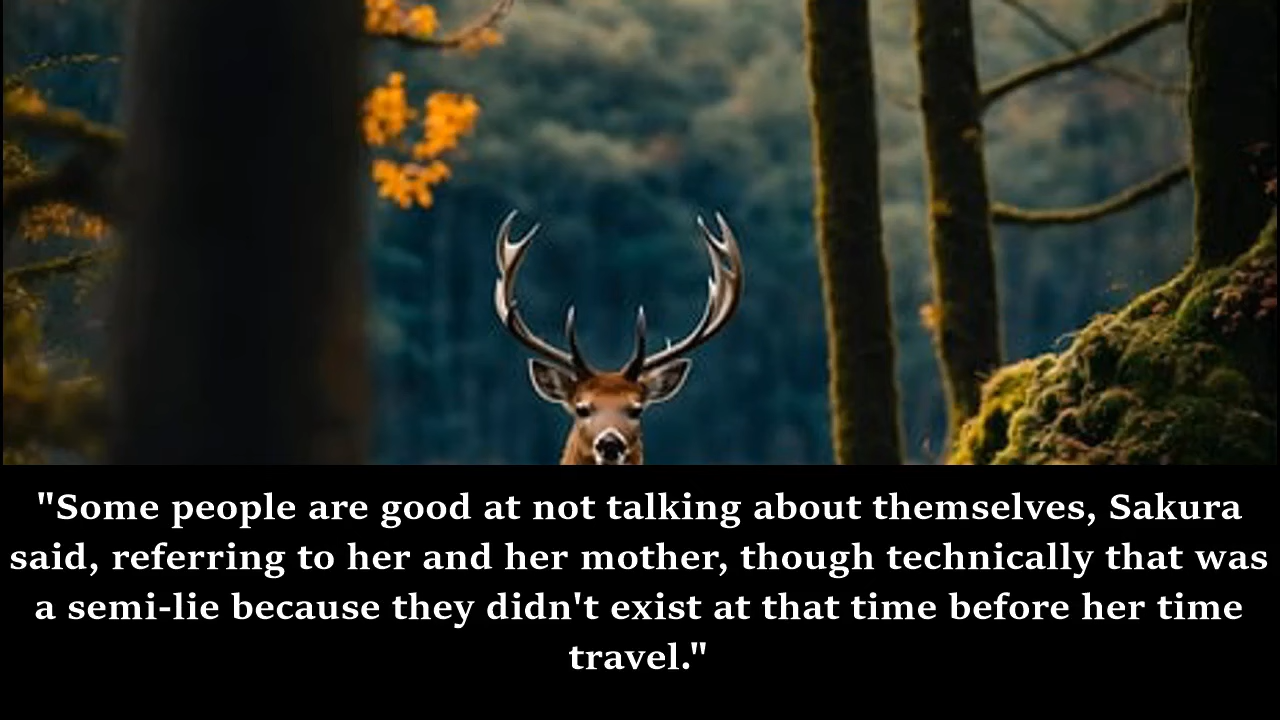 "Some people are good at not talking about themselves, Sakura
said, referring to her and her mother, though technically that was
a semi-lie because they didn't exist at that time before her time
travel."